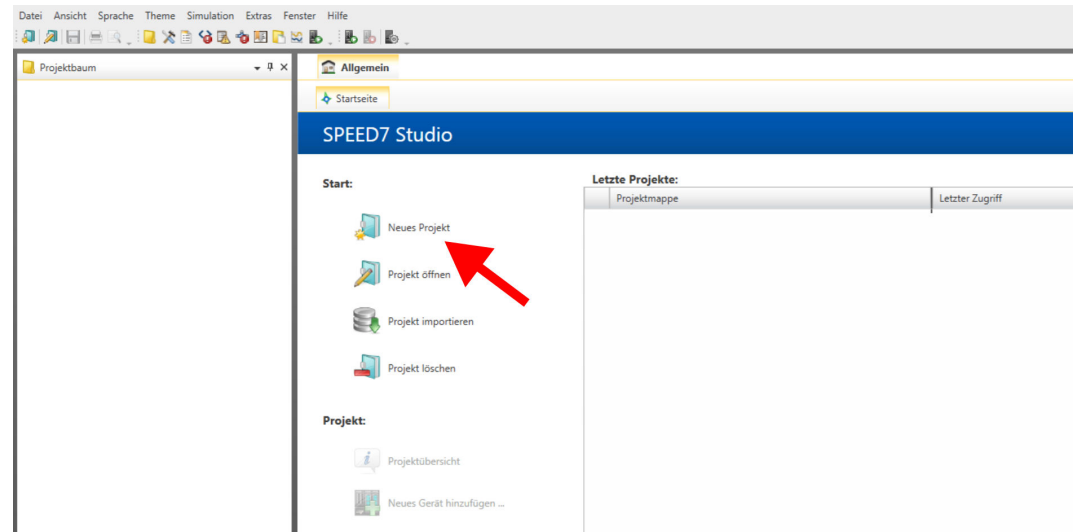 Datei Ansicht Sprache Theme Simulation Extras Fenster Hilfe
Projektbaum
Allgemein
Startseite
SPEED7 Studio
Start:
Letzte Projekte:
Projektmappe Letzter Zugriff
Neues Projekt
Projekt öffnen
Projekt importieren
Projekt löschen
Projekt:
Projektübersicht
Neues Gerät hinzufügen ...